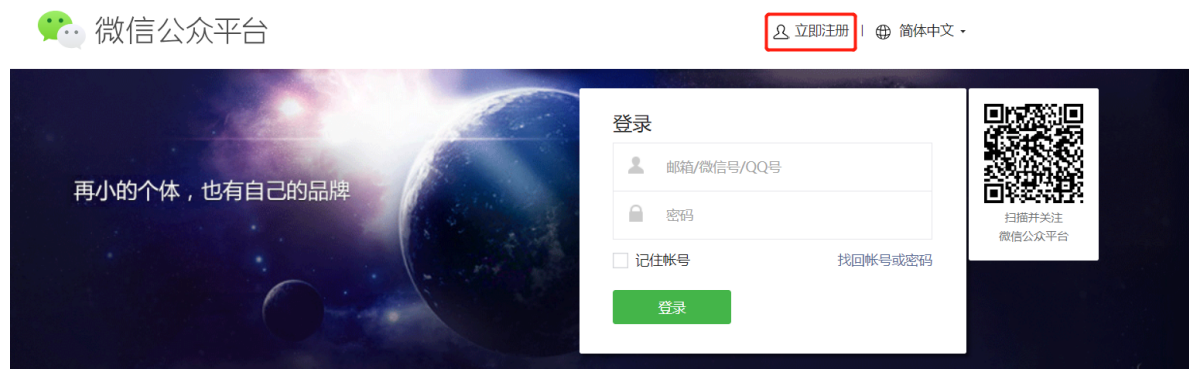 微信公众平台
立即注册 | 简体中文
登录
邮箱/微信号/QQ号
再小的个体，也有自己的品牌
密码
扫描并关注
微信公众平台
记住帐号 找回帐号或密码
登录